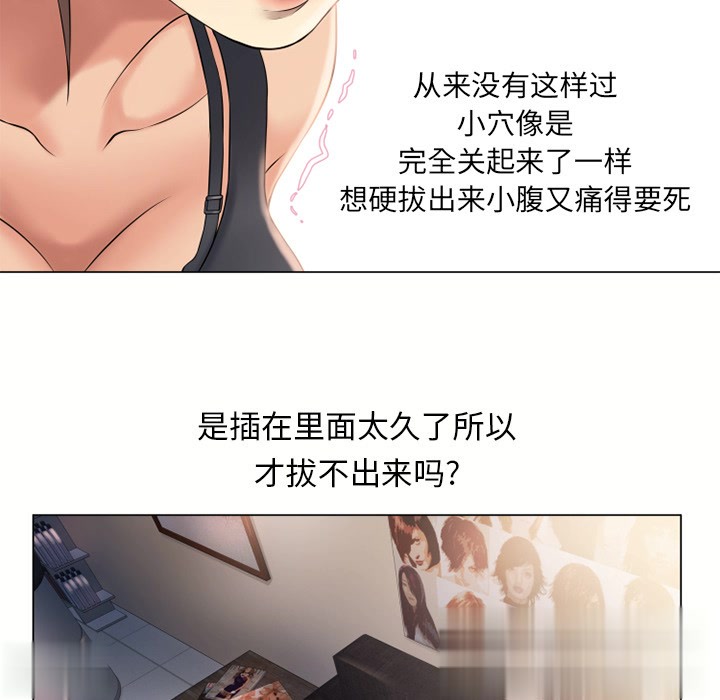 从来没有这样过
小穴像是
完全关起来了一样
想硬拔出来小腹又痛得要死
是插在里面太久了所以
才拔不出来吗?